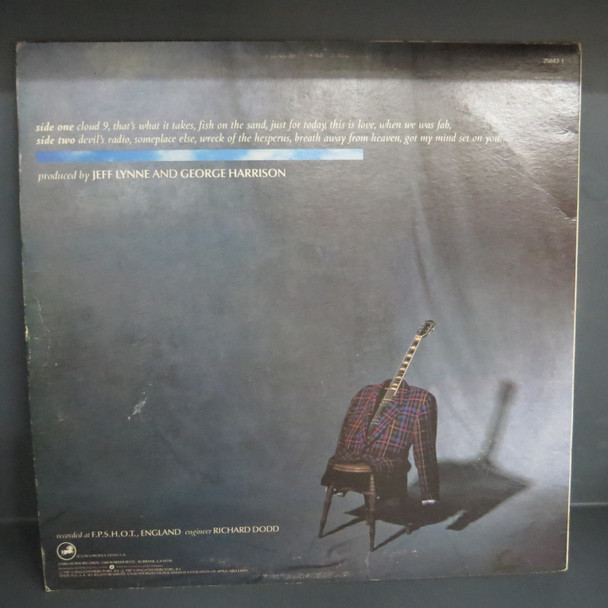 25643-1
side one cloud 9, that's what it takes, fish on the sand, just for today, this is love, when we was fab,
side two devil's radio, someplace else, wreck of the hesperus, breath away from heaven, got my mind set on you,
produced by JEFF LYNNE AND GEORGE HARRISON
recorded at F.P.S.H.O.T., ENGLAND engineer RICHARD DODD